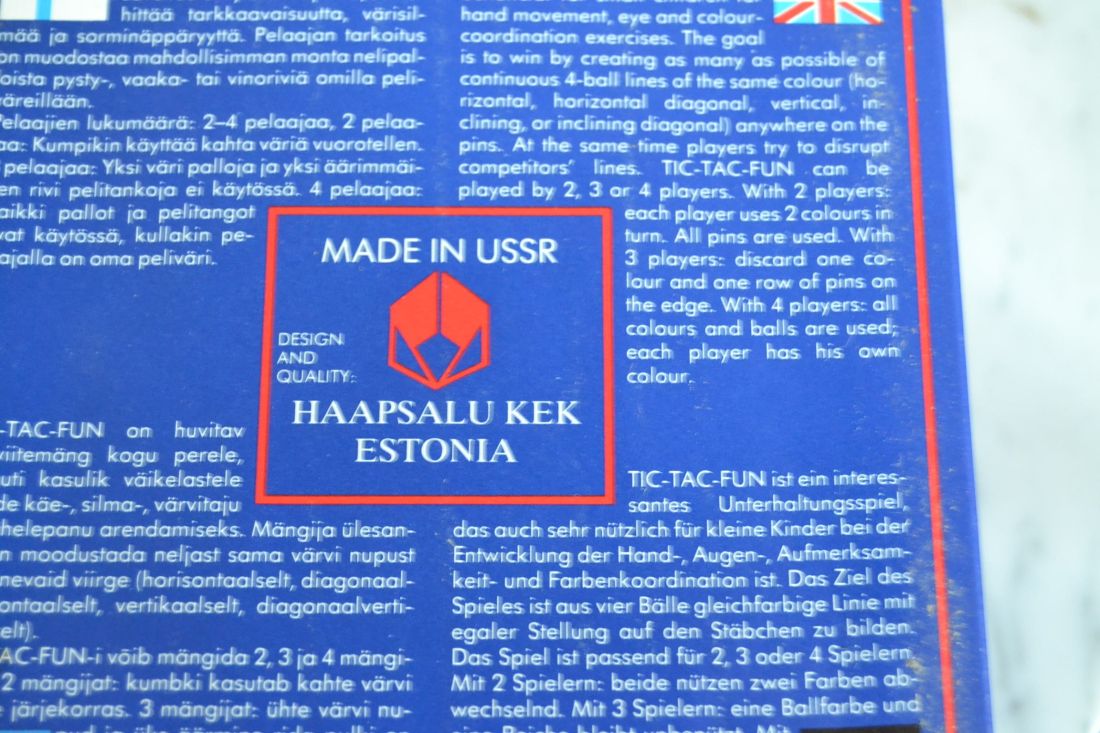 hittää tarkkaavaisuutta, värisil-
mää ja sorminäppäryyttä. Pelaajan tarkoitus
on muodostaa mahdollisimman monta nelipal-
loista pysty-, vaaka- tai vinoriviä omilla peli-
väreillään.
Pelaajien lukumäärä: 2–4 pelaajaa, 2 pelaa-
jaa: Kumpikin käyttää kahta väriä vuorotellen.
pelaajaa: Yksi väri palloja ja yksi äärimmäi-
en rivi pelitankoja ei käytössä. 4 pelaajaa:
aikki pallot ja pelitangot
vat käytössä, kullakin pe-
ajalla on oma peliväri.
hand movement, eye and colour-
coordination exercises. The goal
is to win by creating as many as possible of
continuous 4-ball lines of the same colour (ho-
rizontal, horizontal diagonal, vertical, in-
clining, or inclining diagonal) anywhere on the
pins. At the same time players try to disrupt
competitors' lines. TIC-TAC-FUN can be
played by 2, 3 or 4 players. With 2 players:
each player uses 2 colours in
turn. All pins are used. With
3 players: discard one co-
lour and one row of pins on
the edge. With 4 players: all
colours and balls are used;
each player has his own
colour.
MADE IN USSR
DESIGN
AND
QUALITY:
HAAPSALU KEK
ESTONIA
-TAC-FUN on huvitav
viitemäng kogu perele,
uti kasulik väikelastele
de käe-, silma-, värvitaju
helepanu arendamiseks. Mängija ülesan-
n moodustada neljast sama värvi nupust
nevaid viirge (horisontaalselt, diagonaal-
ontaalselt, vertikaalselt, diagonaalverti-
selt).
TAC-FUN-i võib mängida 2, 3 ja 4 mängi-
2 mängijat: kumbki kasutab kahte värvi
järjekorras. 3 mängijat: ühte värvi nu-
TIC-TAC-FUN ist ein interes-
santes Unterhaltungsspiel,
das auch sehr nützlich für kleine Kinder bei der
Entwicklung der Hand-, Augen-, Aufmerksam-
keit- und Farbenkoordination ist. Das Ziel des
Spieles ist aus vier Bälle gleichfarbige Linie mit
egaler Stellung auf den Stäbchen zu bilden.
Das Spiel ist passend für 2, 3 oder 4 Spielern.
Mit 2 Spielern: beide nützen zwei Farben ab-
wechselnd. Mit 3 Spielern: eine Ballfarbe und